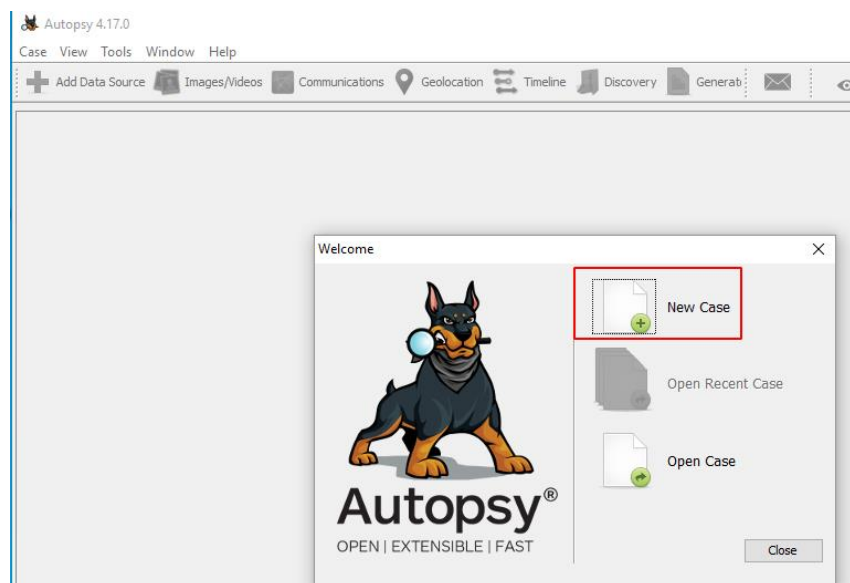 Autopsy 4.17.0
Case View Tools Window Help
Add Data Source Images/Videos Communications Geolocation Timeline Discovery Generat
Welcome
New Case
Open Recent Case
Open Case
Autopsy®
OPEN | EXTENSIBLE | FAST
Close